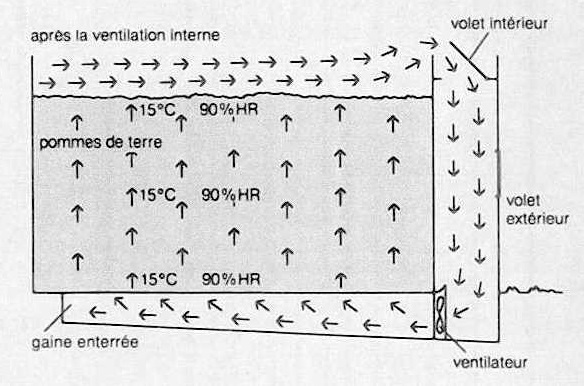 après la ventilation interne
volet intérieur
15°C 90%HR
pommes de terre
15°C 90%HR
volet
extérieur
15°C 90%HR
gaine enterrée
ventilateur